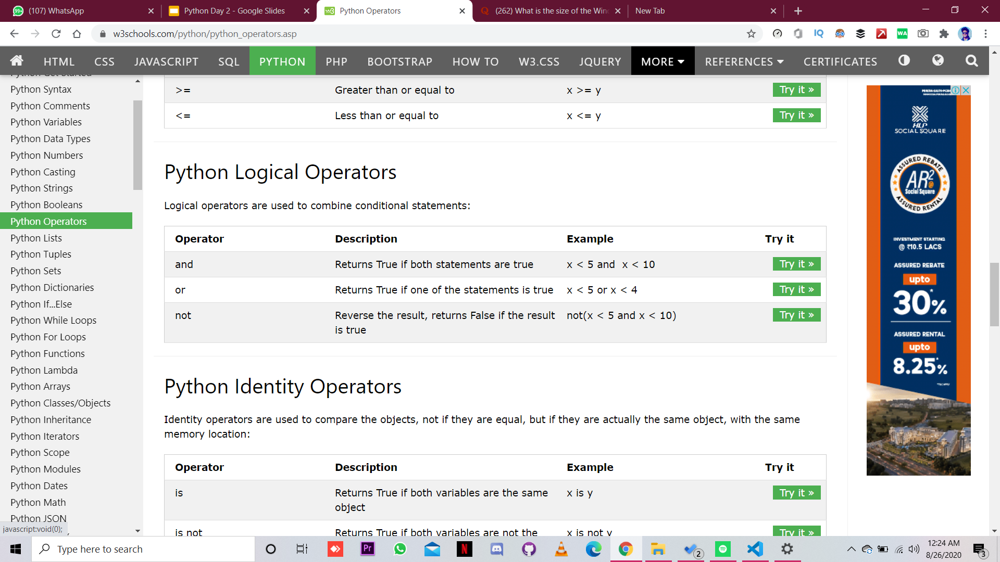 (107) WhatsApp
Python Day 2 - Google Slides
Python Operators
(262) What is the size of the Win
New Tab
w3schools.com/python/python_operators.asp
HTML CSS JAVASCRIPT SQL PYTHON PHP BOOTSTRAP HOW TO W3.CSS JQUERY MORE REFERENCES CERTIFICATES
Python Syntax
Python Comments
Python Variables
Python Data Types
Python Numbers
Python Casting
Python Strings
Python Booleans
Python Operators
Python Lists
Python Tuples
Python Sets
Python Dictionaries
Python If...Else
Python While Loops
Python For Loops
Python Functions
Python Lambda
Python Arrays
Python Classes/Objects
Python Inheritance
Python Iterators
Python Scope
Python Modules
Python Dates
Python Math
Python JSON
javascript:void(0);
>= Greater than or equal to x >= y Try it »
<= Less than or equal to x <= y Try it »
Python Logical Operators
Logical operators are used to combine conditional statements:
Operator Description Example Try it
and Returns True if both statements are true x < 5 and  x < 10 Try it »
or Returns True if one of the statements is true x < 5 or x < 4 Try it »
not Reverse the result, returns False if the result not(x < 5 and x < 10) Try it »
is true
Python Identity Operators
Identity operators are used to compare the objects, not if they are equal, but if they are actually the same object, with the same
memory location:
Operator Description Example Try it
is Returns True if both variables are the same x is y Try it »
object
is not Returns True if both variables are not the x is not y Try it »
HLP
SOCIAL SQUARE
ASSURED REBATE
AR2
@
Social Square
ASSURED RENTAL
INVESTMENT STARTING
@ ₹10.5 LACS
ASSURED REBATE
upto
30%*
ASSURED RENTAL
upto
8.25%*
Type here to search
Pr
N
2
12:24 AM
8/26/2020
3
99+
IQ
WA